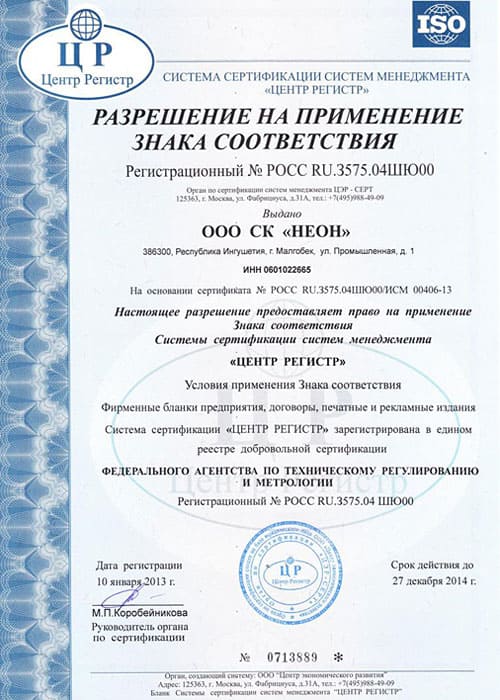 ISO
ЦР
Центр Регистр
СИСТЕМА СЕРТИФИКАЦИИ СИСТЕМ МЕНЕДЖМЕНТА
«ЦЕНТР РЕГИСТР»
РАЗРЕШЕНИЕ НА ПРИМЕНЕНИЕ
ЗНАКА СООТВЕТСТВИЯ
Регистрационный № РОСС RU.З575.04ШЮ00
Орган по сертификации систем менеджмента ЦЭР - СЕРТ
125363, г. Москва, ул. Фабрициуса, д.31А, тел.: +7(495)988-49-09
Выдано
ООО СК «НЕОН»
386300, Республика Ингушетия, г. Малгобек, ул. Промышленная, д. 1
ИНН 0601022665
На основании сертификата № РОСС RU.З575.04ШЮ00/ИСМ 00406-13
Настоящее разрешение предоставляет право на применение
Знака соответствия
Системы сертификации систем менеджмента
«ЦЕНТР РЕГИСТР»
Условия применения Знака соответствия
Фирменные бланки предприятия, договоры, печатные и рекламные издания
Система сертификации «ЦЕНТР РЕГИСТР» зарегистрирована в едином
реестре добровольной сертификации
ФЕДЕРАЛЬНОГО АГЕНТСТВА ПО ТЕХНИЧЕСКОМУ РЕГУЛИРОВАНИЮ
И МЕТРОЛОГИИ
Регистрационный № РОСС RU.З575.04 ШЮ00
Дата регистрации
10 января 2013 г.
Срок действия до
27 декабря 2014 г.
ЦР
Центр Регистр
М.П.Коробейникова
Руководитель органа
по сертификации
№ 0713889 *
Орган, создающий систему: ООО "Центр экономического развития"
Адрес: 125363, г. Москва, ул. Фабрициуса, д.31А, тел.: +7(495)988-49-09
Бланк Системы сертификации систем менеджмента "ЦЕНТР РЕГИСТР"